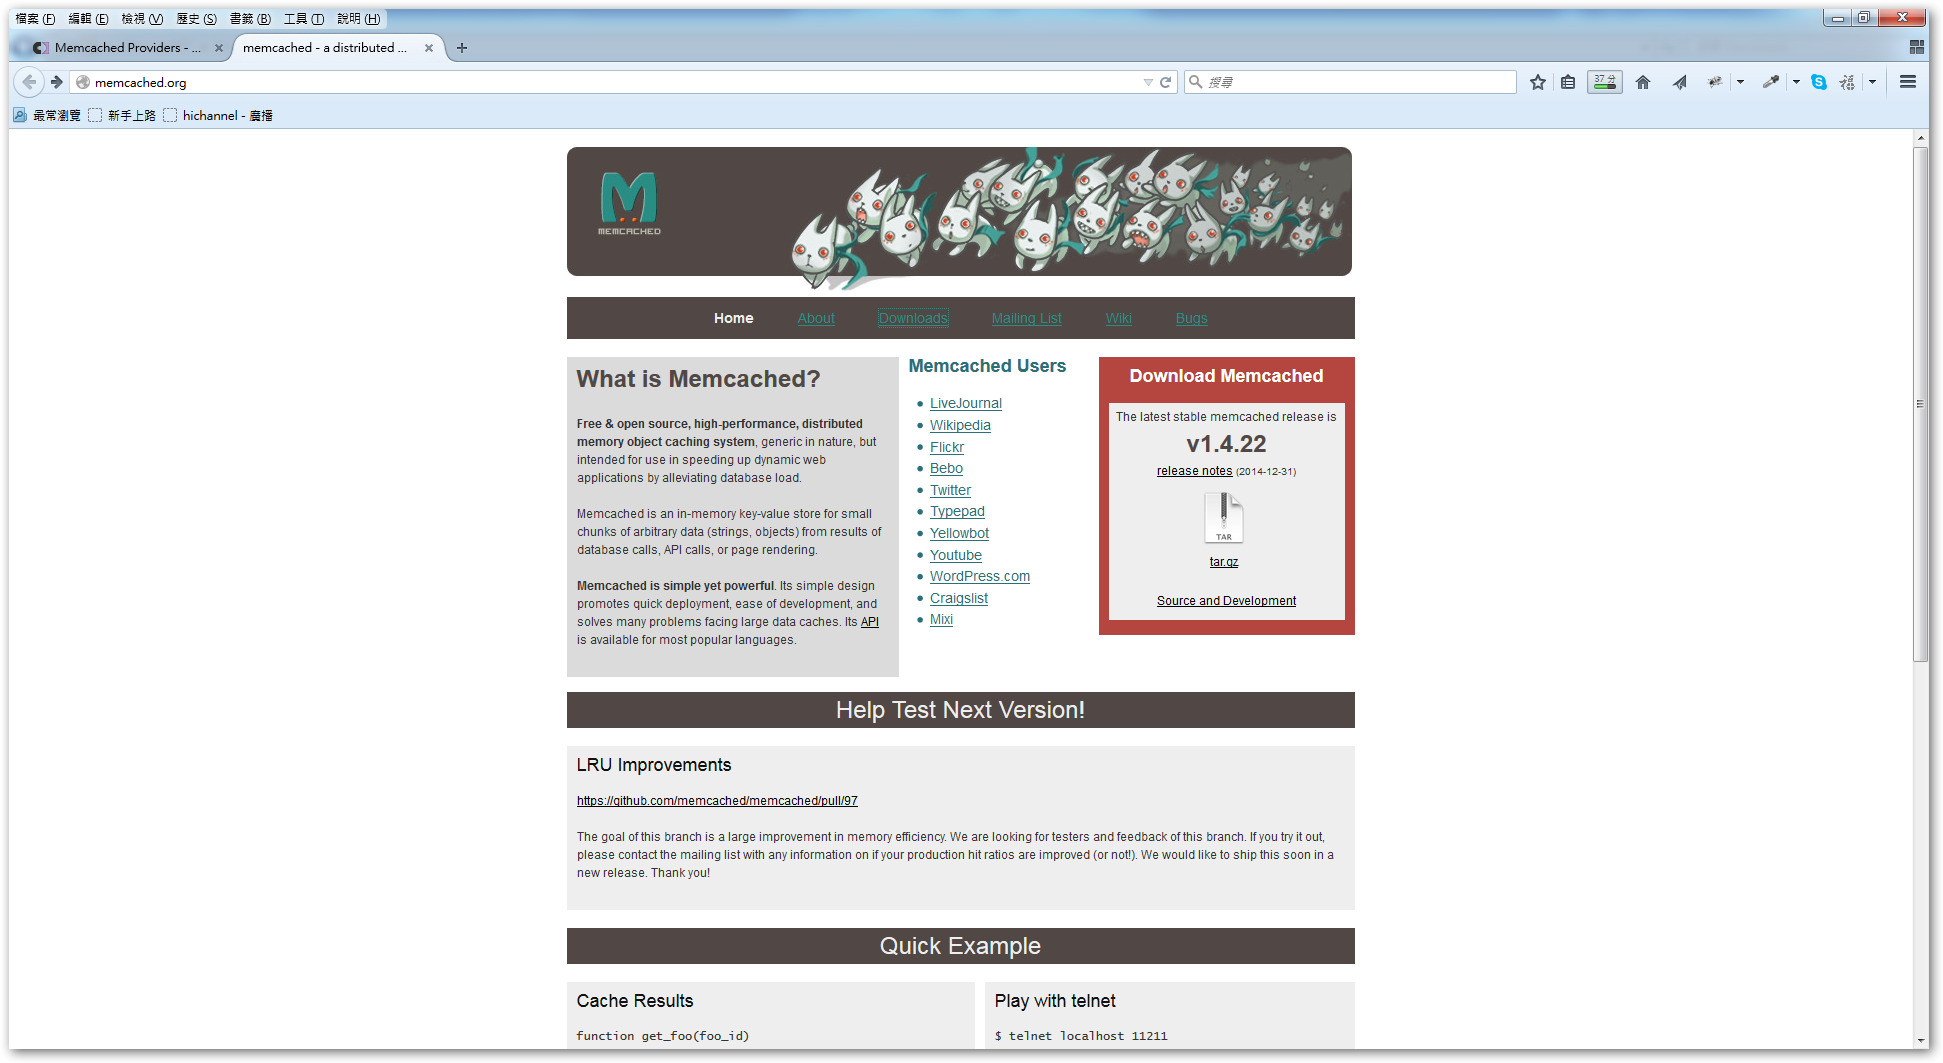 檔案 (F) 編輯 (E) 檢視 (V) 歷史 (S) 書籤 (B) 工具 (T) 說明 (H)
Memcached Providers - ...
memcached - a distributed ...
memcached.org
搜尋
37 分
最常瀏覽 新手上路 hichannel - 廣播
MEMCACHED
Home About Downloads Mailing List Wiki Bugs
What is Memcached?
Free & open source, high-performance, distributed
memory object caching system, generic in nature, but
intended for use in speeding up dynamic web
applications by alleviating database load.
Memcached is an in-memory key-value store for small
chunks of arbitrary data (strings, objects) from results of
database calls, API calls, or page rendering.
Memcached is simple yet powerful. Its simple design
promotes quick deployment, ease of development, and
solves many problems facing large data caches. Its API
is available for most popular languages.
Memcached Users
LiveJournal
Wikipedia
Flickr
Bebo
Twitter
Typepad
Yellowbot
Youtube
WordPress.com
Craigslist
Mixi
Download Memcached
The latest stable memcached release is
v1.4.22
release notes (2014-12-31)
TAR
tar.gz
Source and Development
Help Test Next Version!
LRU Improvements
https://github.com/memcached/memcached/pull/97
The goal of this branch is a large improvement in memory efficiency. We are looking for testers and feedback of this branch. If you try it out,
please contact the mailing list with any information on if your production hit ratios are improved (or not!). We would like to ship this soon in a
new release. Thank you!
Quick Example
Cache Results
function get_foo(foo_id)
Play with telnet
$ telnet localhost 11211